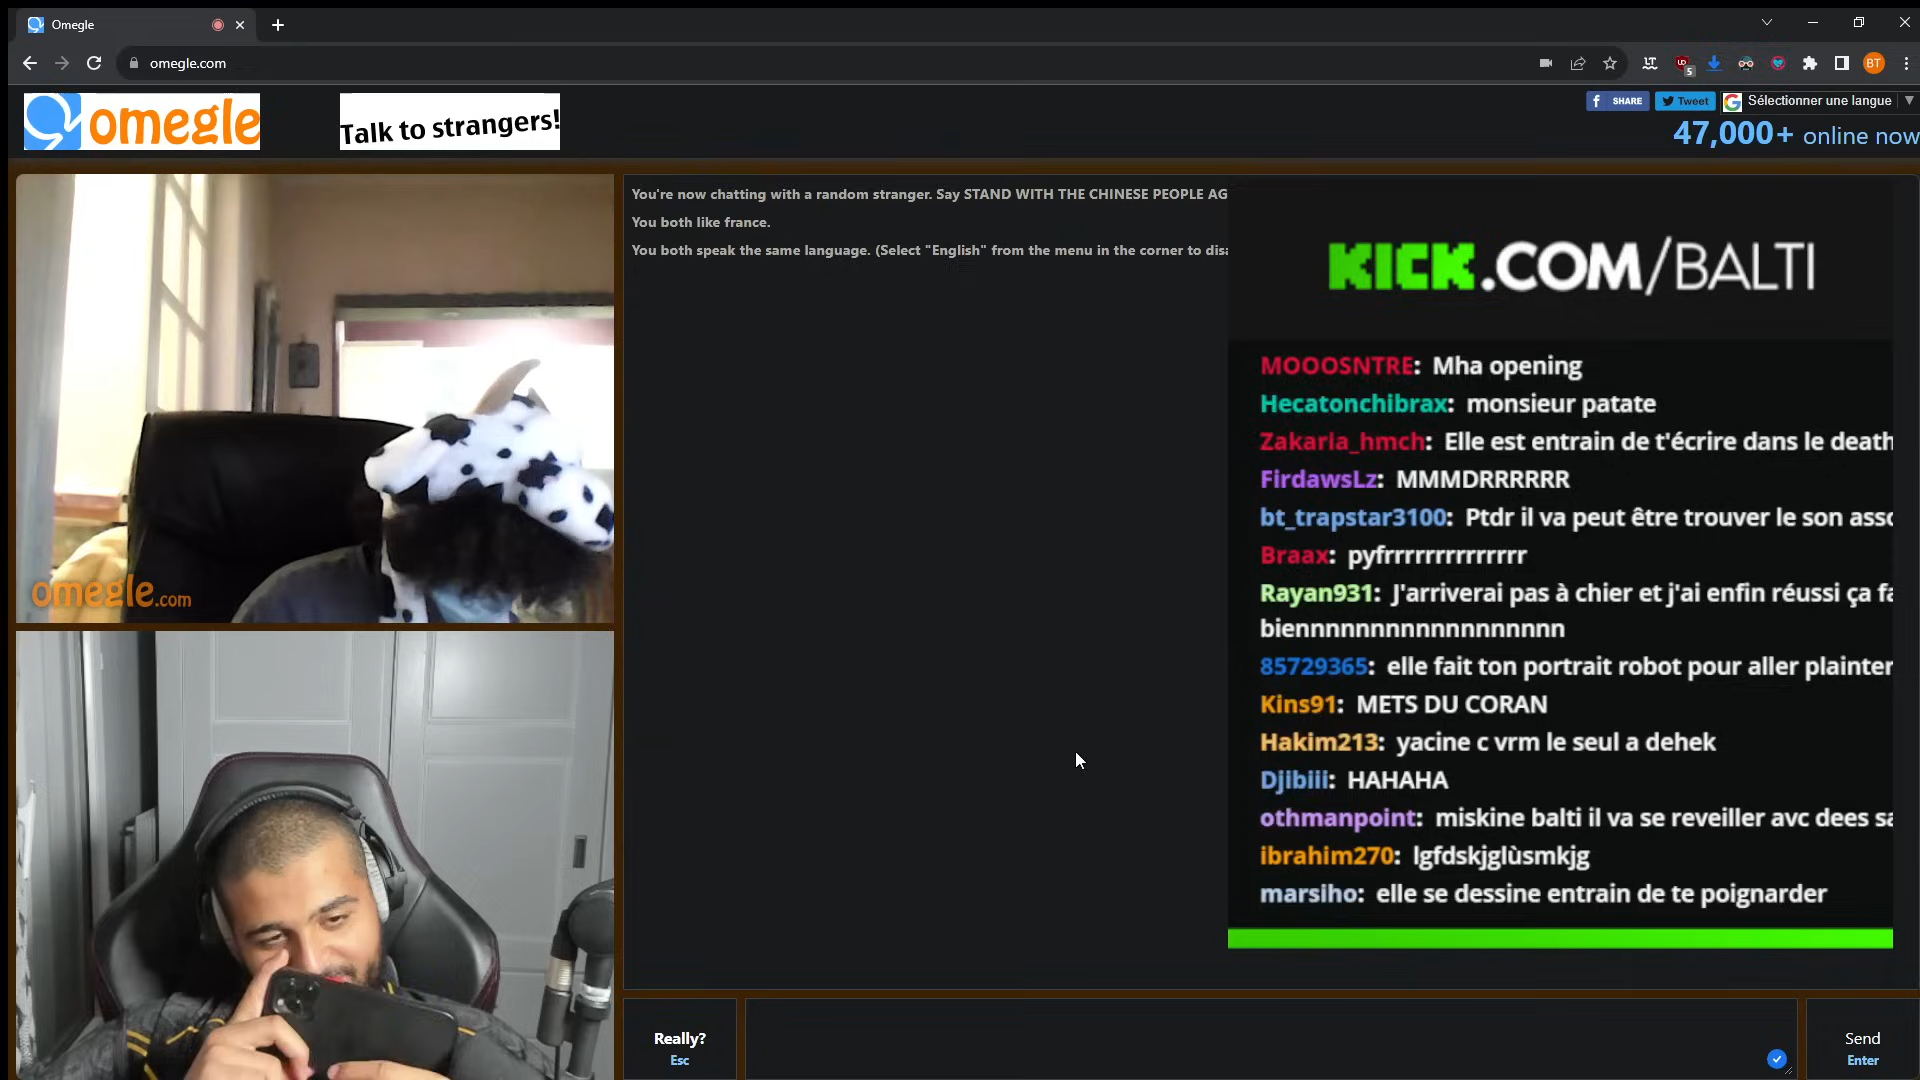 Omegle
omegle.com
5
BT
omegle
Talk to strangers!
SHARE
Tweet
Sélectionner une langue
47,000+ online now
You're now chatting with a random stranger. Say STAND WITH THE CHINESE PEOPLE AG
You both like france.
You both speak the same language. (Select "English" from the menu in the corner to disa
omegle.com
KICK.COM/BALTI
MOOOSNTRE: Mha opening
Hecatonchibrax: monsieur patate
Zakaria_hmch: Elle est entrain de t'écrire dans le death
FirdawsLz: MMMDRRRRRR
bt_trapstar3100: Ptdr il va peut être trouver le son asso
Braax: pyfrrrrrrrrrrrrrr
Rayan931: J'arriverai pas à chier et j'ai enfin réussi ça fa
biennnnnnnnnnnnnnnnnnn
85729365: elle fait ton portrait robot pour aller plainter
Kins91: METS DU CORAN
Hakim213: yacine c vrm le seul a dehek
Djibiii: HAHAHA
othmanpoint: miskine balti il va se reveiller avc dees sa
ibrahim270: lgfdskjglùsmkjg
marsiho: elle se dessine entrain de te poignarder
Really?
Esc
Send
Enter